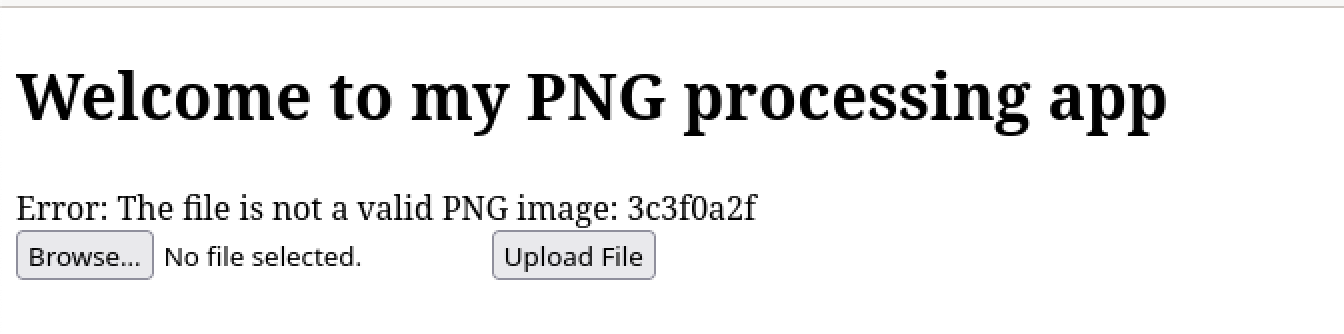 Welcome to my PNG processing app
Error: The file is not a valid PNG image: 3c3f0a2f
Browse... No file selected. Upload File